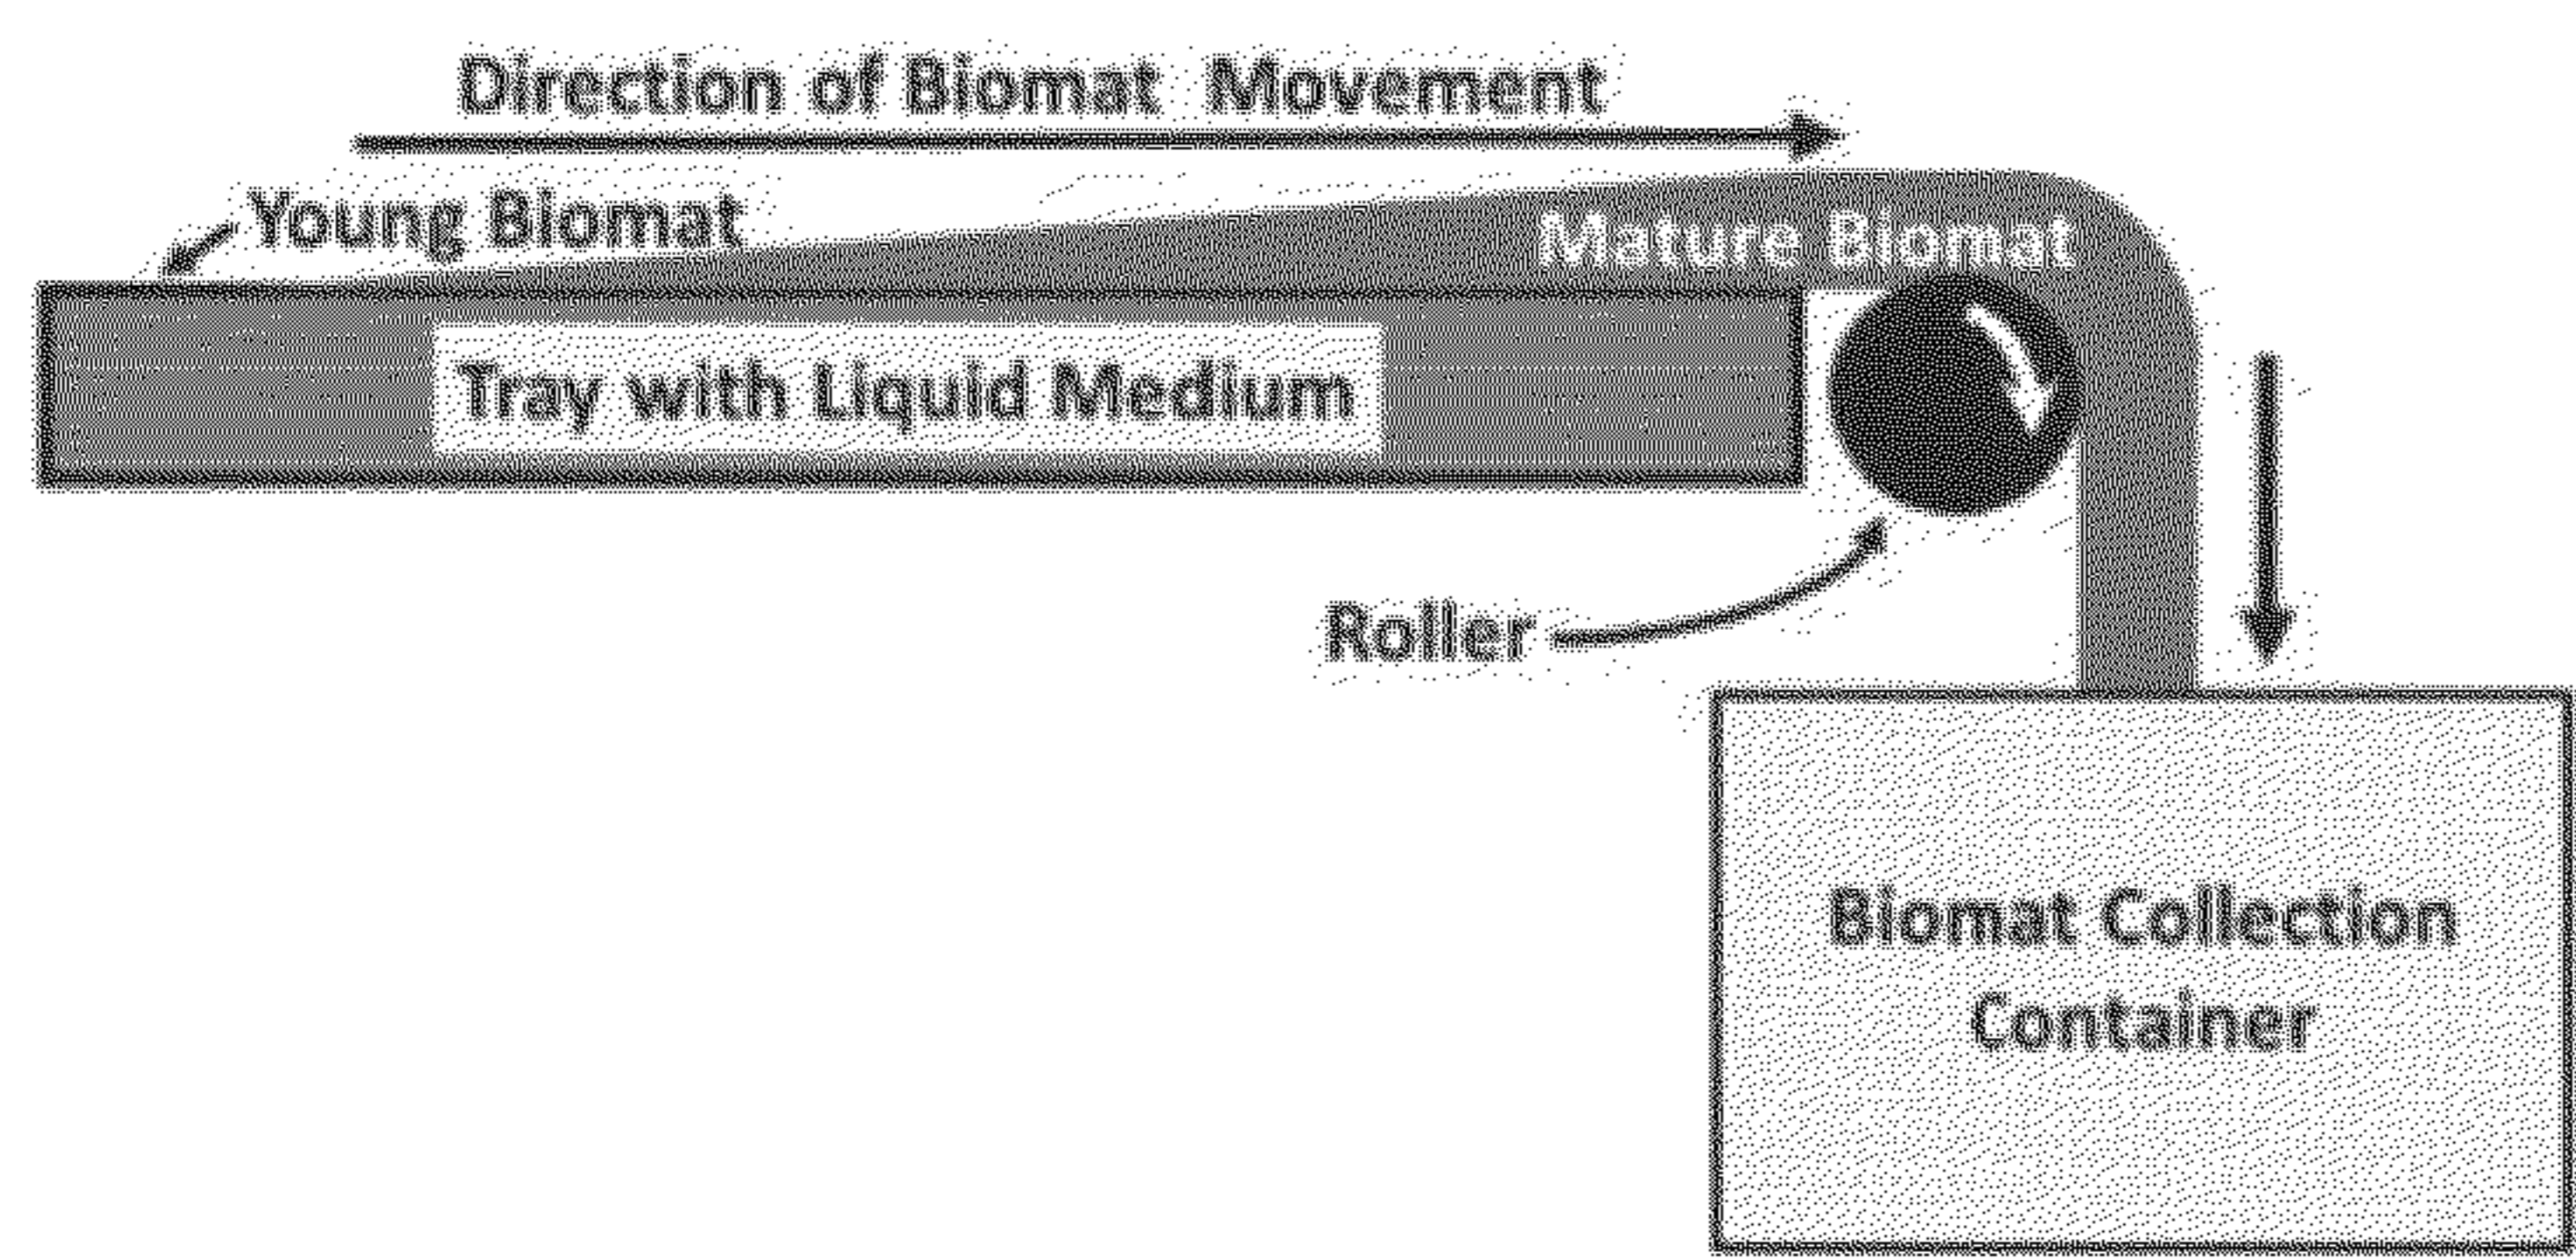 Direction of Biomat Movement
Young Biomat
Mature Biomat
Tray with Liquid Medium
Roller
Biomat Collection
Container